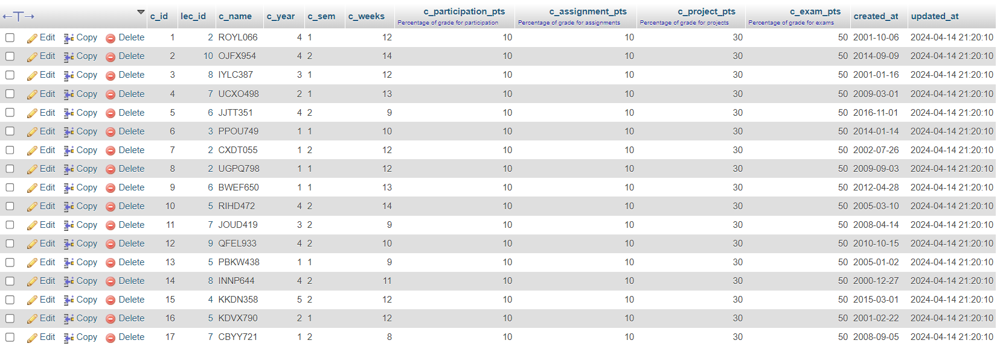 ←T→ c_id lec_id c_name c_year c_sem c_weeks c_participation_pts c_assignment_pts c_project_pts c_exam_pts created_at updated_at
Percentage of grade for participation Percentage of grade for assignments Percentage of grade for projects Percentage of grade for exams
Edit Copy Delete 1 2 ROYL066 4 1 12 10 10 30 50 2001-10-06 2024-04-14 21:20:10
Edit Copy Delete 2 10 OJFX954 4 2 14 10 10 30 50 2014-09-09 2024-04-14 21:20:10
Edit Copy Delete 3 8 IYLC387 3 1 12 10 10 30 50 2001-01-16 2024-04-14 21:20:10
Edit Copy Delete 4 7 UCXO498 2 1 13 10 10 30 50 2009-03-01 2024-04-14 21:20:10
Edit Copy Delete 5 6 JJTT351 4 2 9 10 10 30 50 2016-11-01 2024-04-14 21:20:10
Edit Copy Delete 6 3 PPOU749 1 1 10 10 10 30 50 2014-01-14 2024-04-14 21:20:10
Edit Copy Delete 7 2 CXDT055 1 2 12 10 10 30 50 2002-07-26 2024-04-14 21:20:10
Edit Copy Delete 8 2 UGPQ798 1 1 12 10 10 30 50 2009-09-03 2024-04-14 21:20:10
Edit Copy Delete 9 6 BWEF650 1 1 13 10 10 30 50 2012-04-28 2024-04-14 21:20:10
Edit Copy Delete 10 5 RIHD472 4 2 14 10 10 30 50 2005-03-10 2024-04-14 21:20:10
Edit Copy Delete 11 7 JOUD419 3 2 9 10 10 30 50 2008-04-14 2024-04-14 21:20:10
Edit Copy Delete 12 9 QFEL933 4 2 10 10 10 30 50 2010-10-15 2024-04-14 21:20:10
Edit Copy Delete 13 5 PBKW438 1 1 9 10 10 30 50 2005-01-02 2024-04-14 21:20:10
Edit Copy Delete 14 8 INNP644 4 2 11 10 10 30 50 2000-12-27 2024-04-14 21:20:10
Edit Copy Delete 15 4 KKDN358 5 2 12 10 10 30 50 2015-03-01 2024-04-14 21:20:10
Edit Copy Delete 16 5 KDVX790 2 1 12 10 10 30 50 2001-02-22 2024-04-14 21:20:10
Edit Copy Delete 17 7 CBYY721 1 2 8 10 10 30 50 2008-09-05 2024-04-14 21:20:10